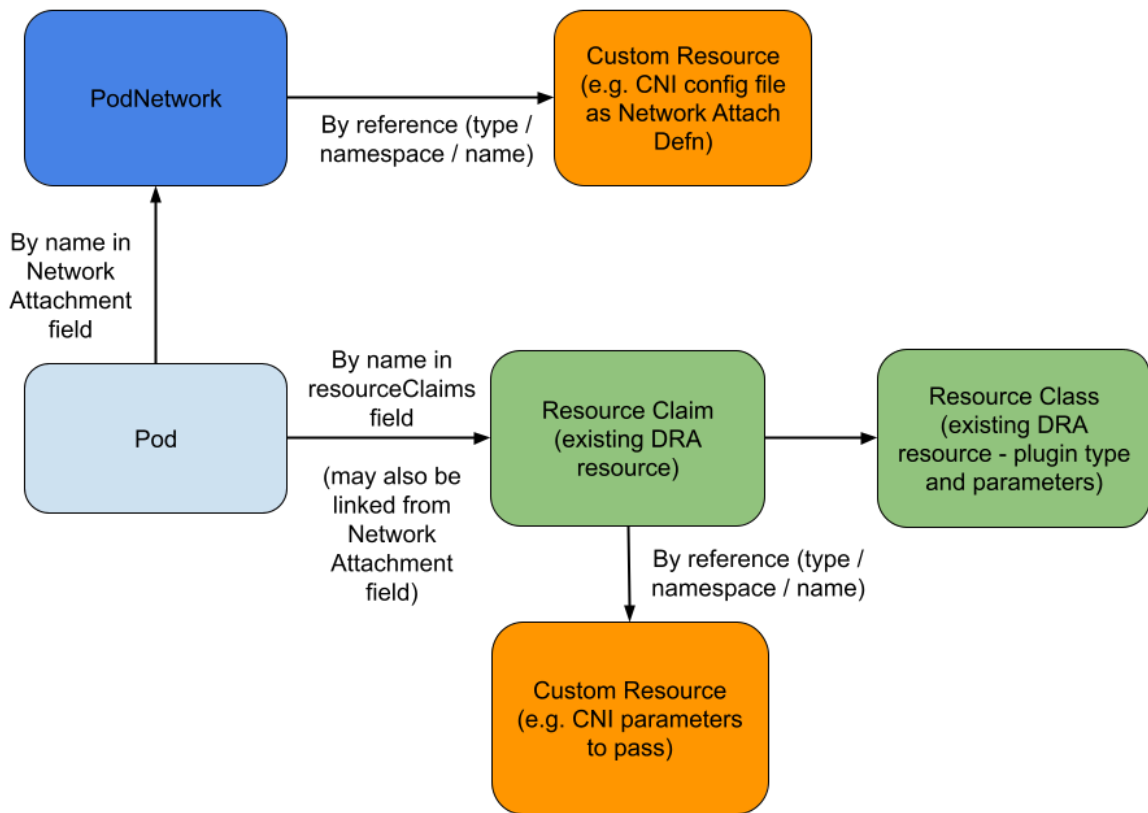 PodNetwork
Custom Resource
(e.g. CNI config file
as Network Attach
Defn)
By reference (type /
namespace / name)
By name in
Network
Attachment
field
Pod
By name in
resourceClaims
field
(may also be
linked from
Network
Attachment
field)
Resource Claim
(existing DRA
resource)
Resource Class
(existing DRA
resource - plugin type
and parameters)
By reference (type /
namespace / name)
Custom Resource
(e.g. CNI parameters
to pass)